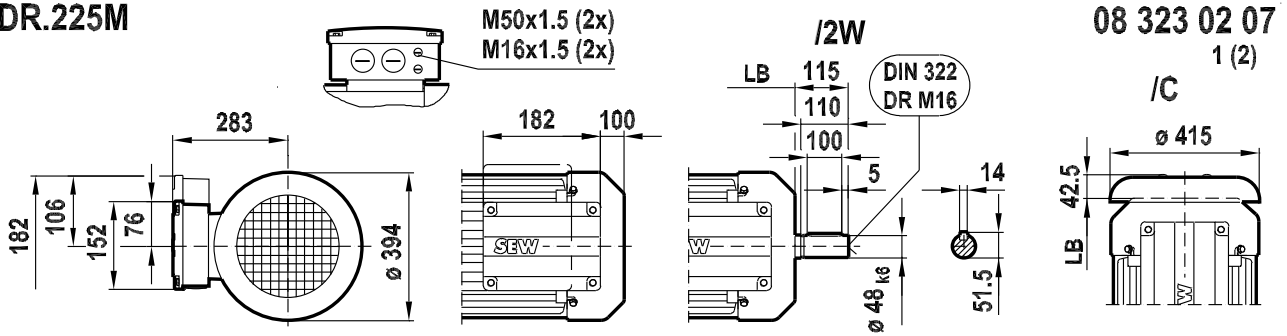 DR.225M
M50x1.5 (2x)
M16x1.5 (2x)
/2W
08 323 02 07
1 (2)
LB
115
DIN 322
DR M16
/C
283
182
100
110
100
ø 415
5
14
42.5
182
106
152
76
ø 394
SEW
W
ø 48 k6
51.5
LB
W